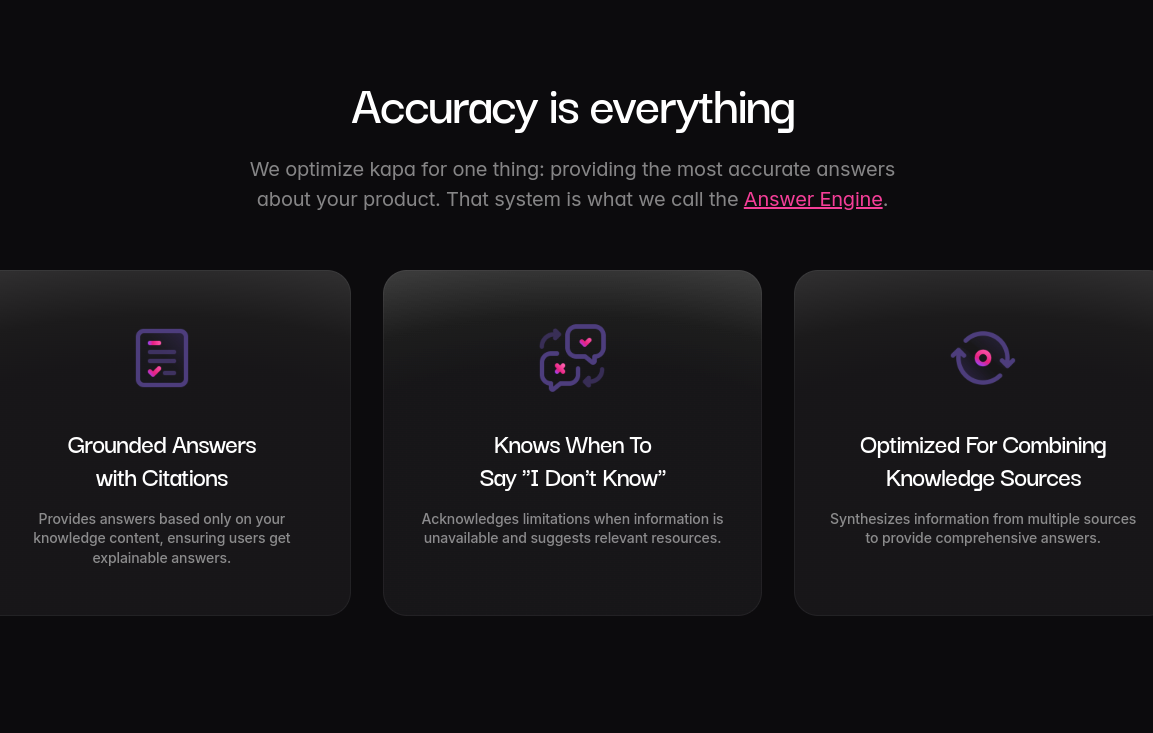 Accuracy is everything
We optimize kapa for one thing: providing the most accurate answers
about your product. That system is what we call the Answer Engine.
Grounded Answers
with Citations
Provides answers based only on your
knowledge content, ensuring users get
explainable answers.
Knows When To
Say ”I Don’t Know”
Acknowledges limitations when information is
unavailable and suggests relevant resources.
Optimized For Combining
Knowledge Sources
Synthesizes information from multiple sources
to provide comprehensive answers.